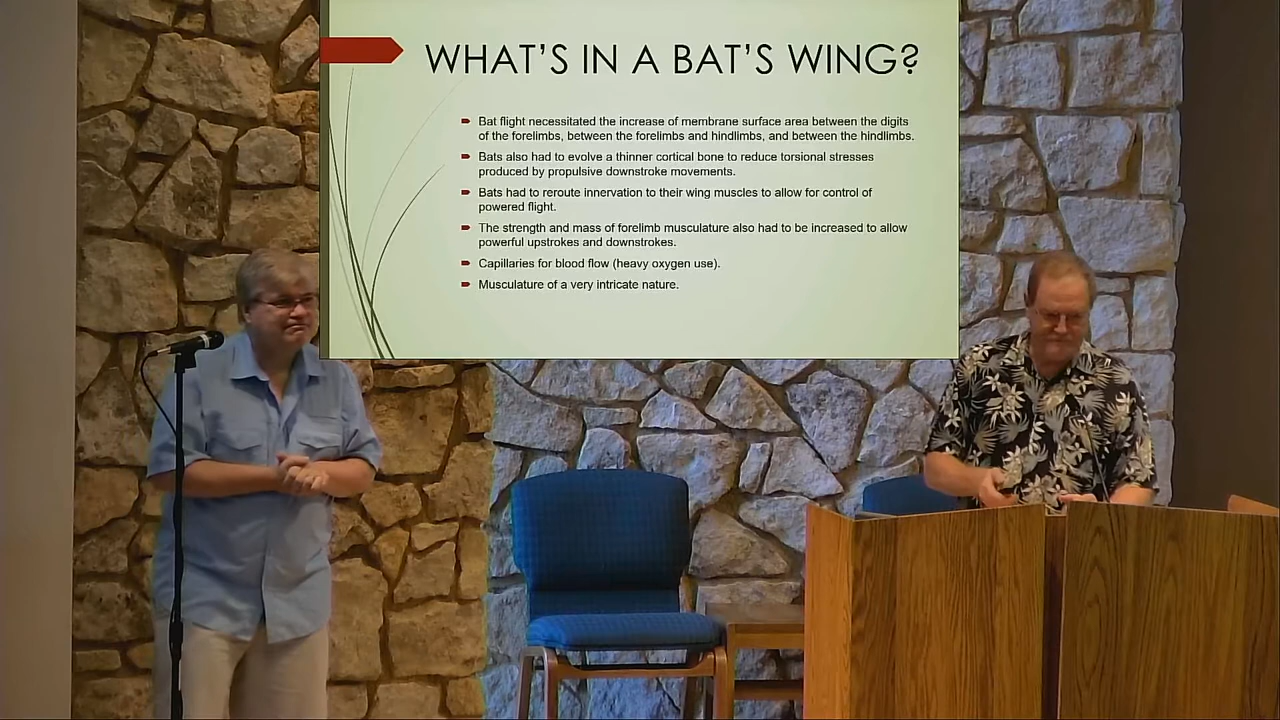 WHAT'S IN A BAT'S WING?
Bat flight necessitated the increase of membrane surface area between the digits
of the forelimbs, between the forelimbs and hindlimbs, and between the hindlimbs.
Bats also had to evolve a thinner cortical bone to reduce torsional stresses
produced by propulsive downstroke movements.
Bats had to reroute innervation to their wing muscles to allow for control of
powered flight.
The strength and mass of forelimb musculature also had to be increased to allow
powerful upstrokes and downstrokes.
Capillaries for blood flow (heavy oxygen use).
Musculature of a very intricate nature.